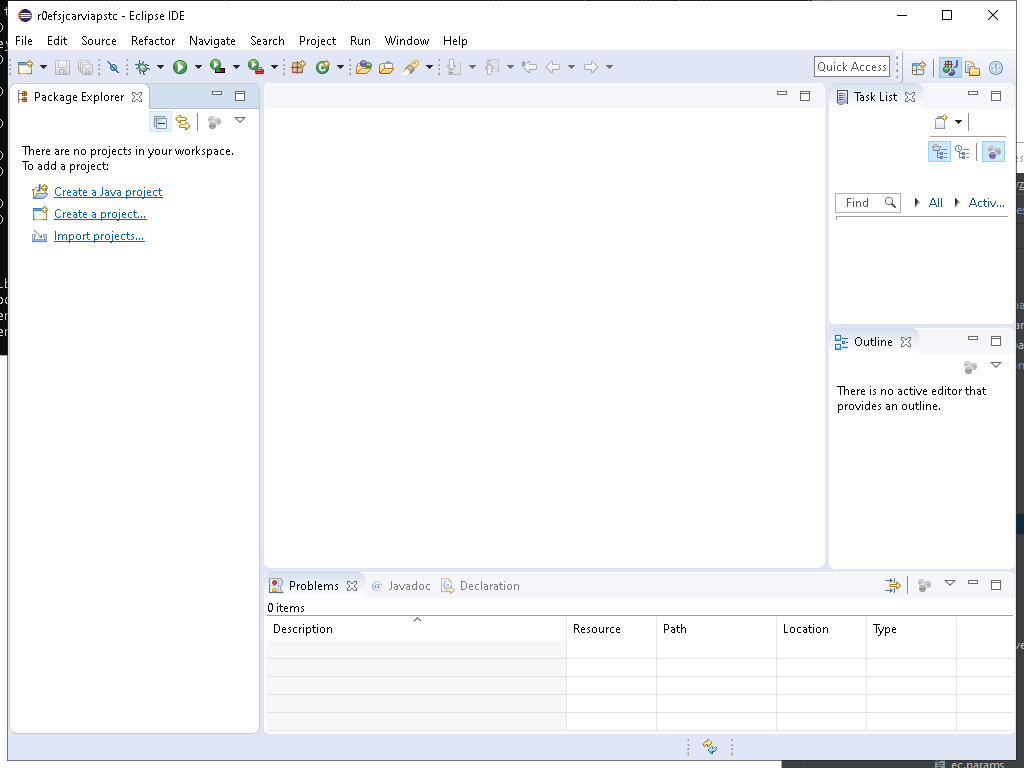 r0efsjcarviapstc - Eclipse IDE
File Edit Source Refactor Navigate Search Project Run Window Help
Quick Access
Package Explorer
There are no projects in your workspace.
To add a project:
Create a Java project
Create a project...
Import projects...
Task List
Find All Activ...
Outline
There is no active editor that
provides an outline.
Problems @ Javadoc Declaration
0 items
Description Resource Path Location Type
ec.params